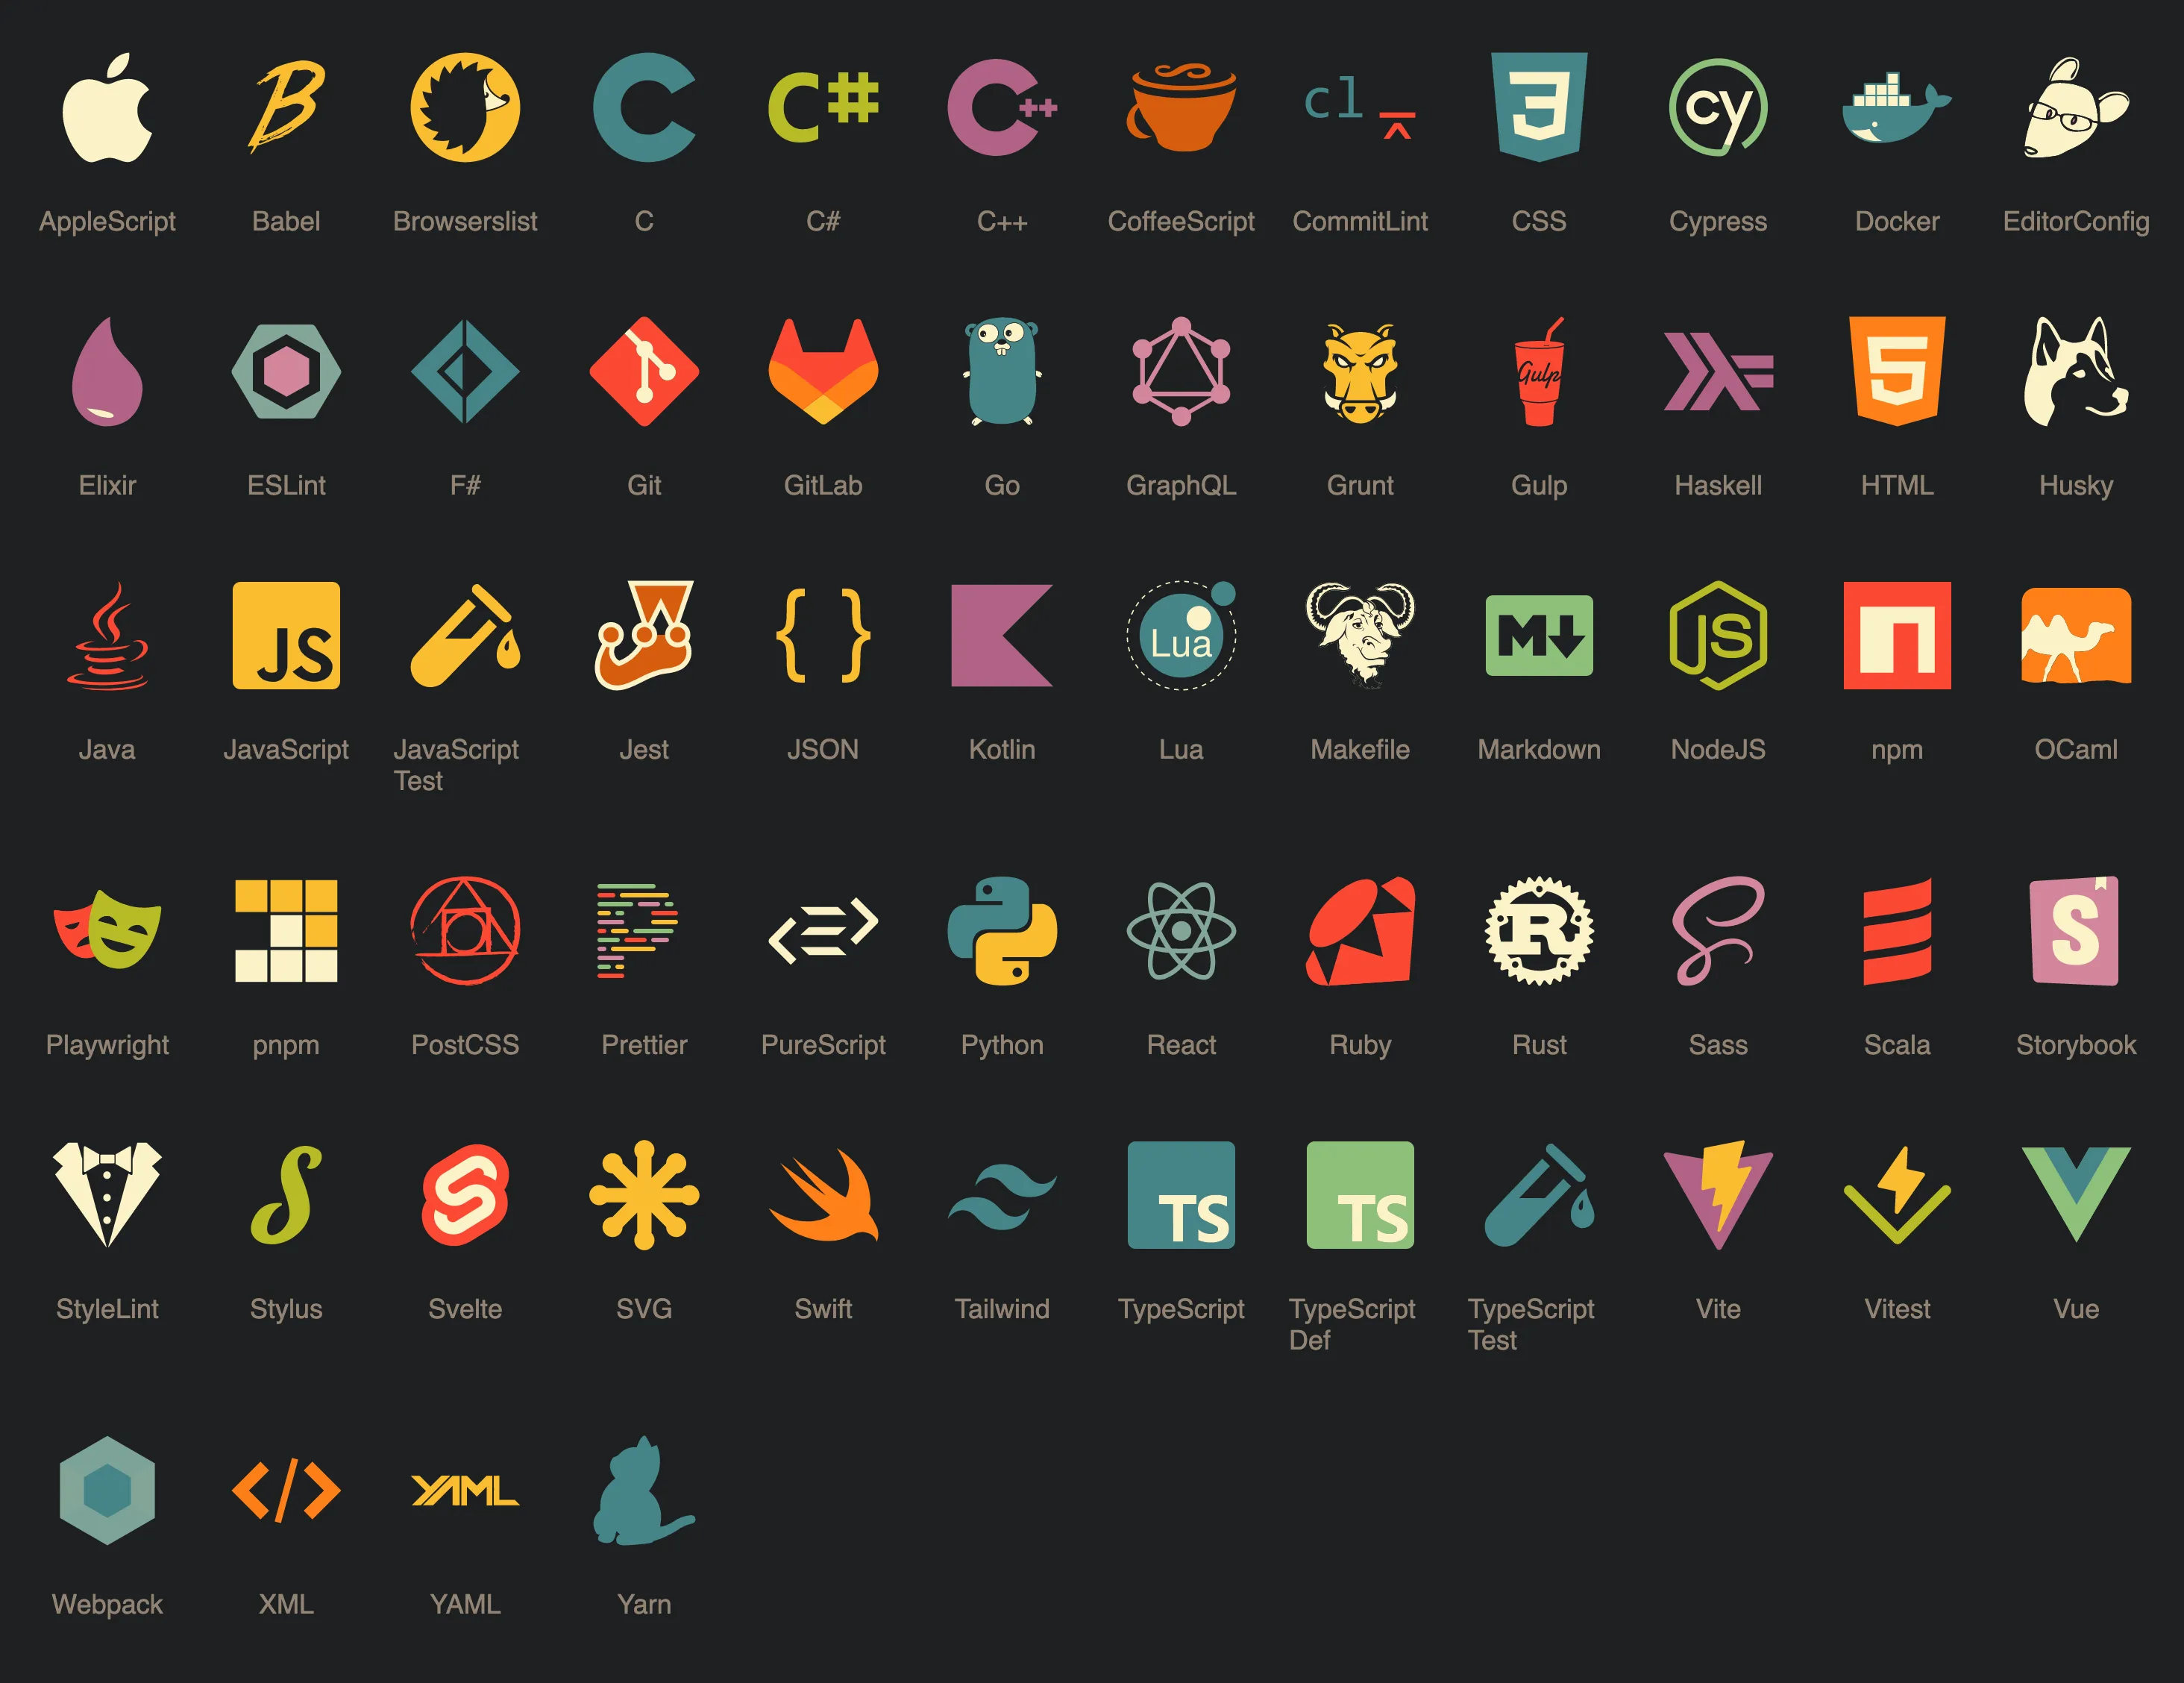 cl
CY
AppleScript Babel Browserslist C C# C++ CoffeeScript CommitLint CSS Cypress Docker EditorConfig
Gulp
Elixir ESLint F# Git GitLab Go GraphQL Grunt Gulp Haskell HTML Husky
JS { } Lua M JS
Java JavaScript JavaScript Jest JSON Kotlin Lua Makefile Markdown NodeJS npm OCaml
Test
R S
Playwright pnpm PostCSS Prettier PureScript Python React Ruby Rust Sass Scala Storybook
TS TS
StyleLint Stylus Svelte SVG Swift Tailwind TypeScript TypeScript TypeScript Vite Vitest Vue
Def Test
</> YAML
Webpack XML YAML Yarn